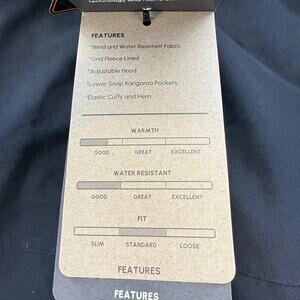 FEATURES
*Wind and Water Resistant Fabric
*Grid Fleece Lined
*Adjustable Hood
*Lower Snap Kangaroo Pockets
*Elastic Cuffs and Hem
WARMTH
GOOD GREAT EXCELLENT
WATER RESISTANT
GOOD GREAT EXCELLENT
FIT
SLIM STANDARD LOOSE
FEATURES
FEATURES